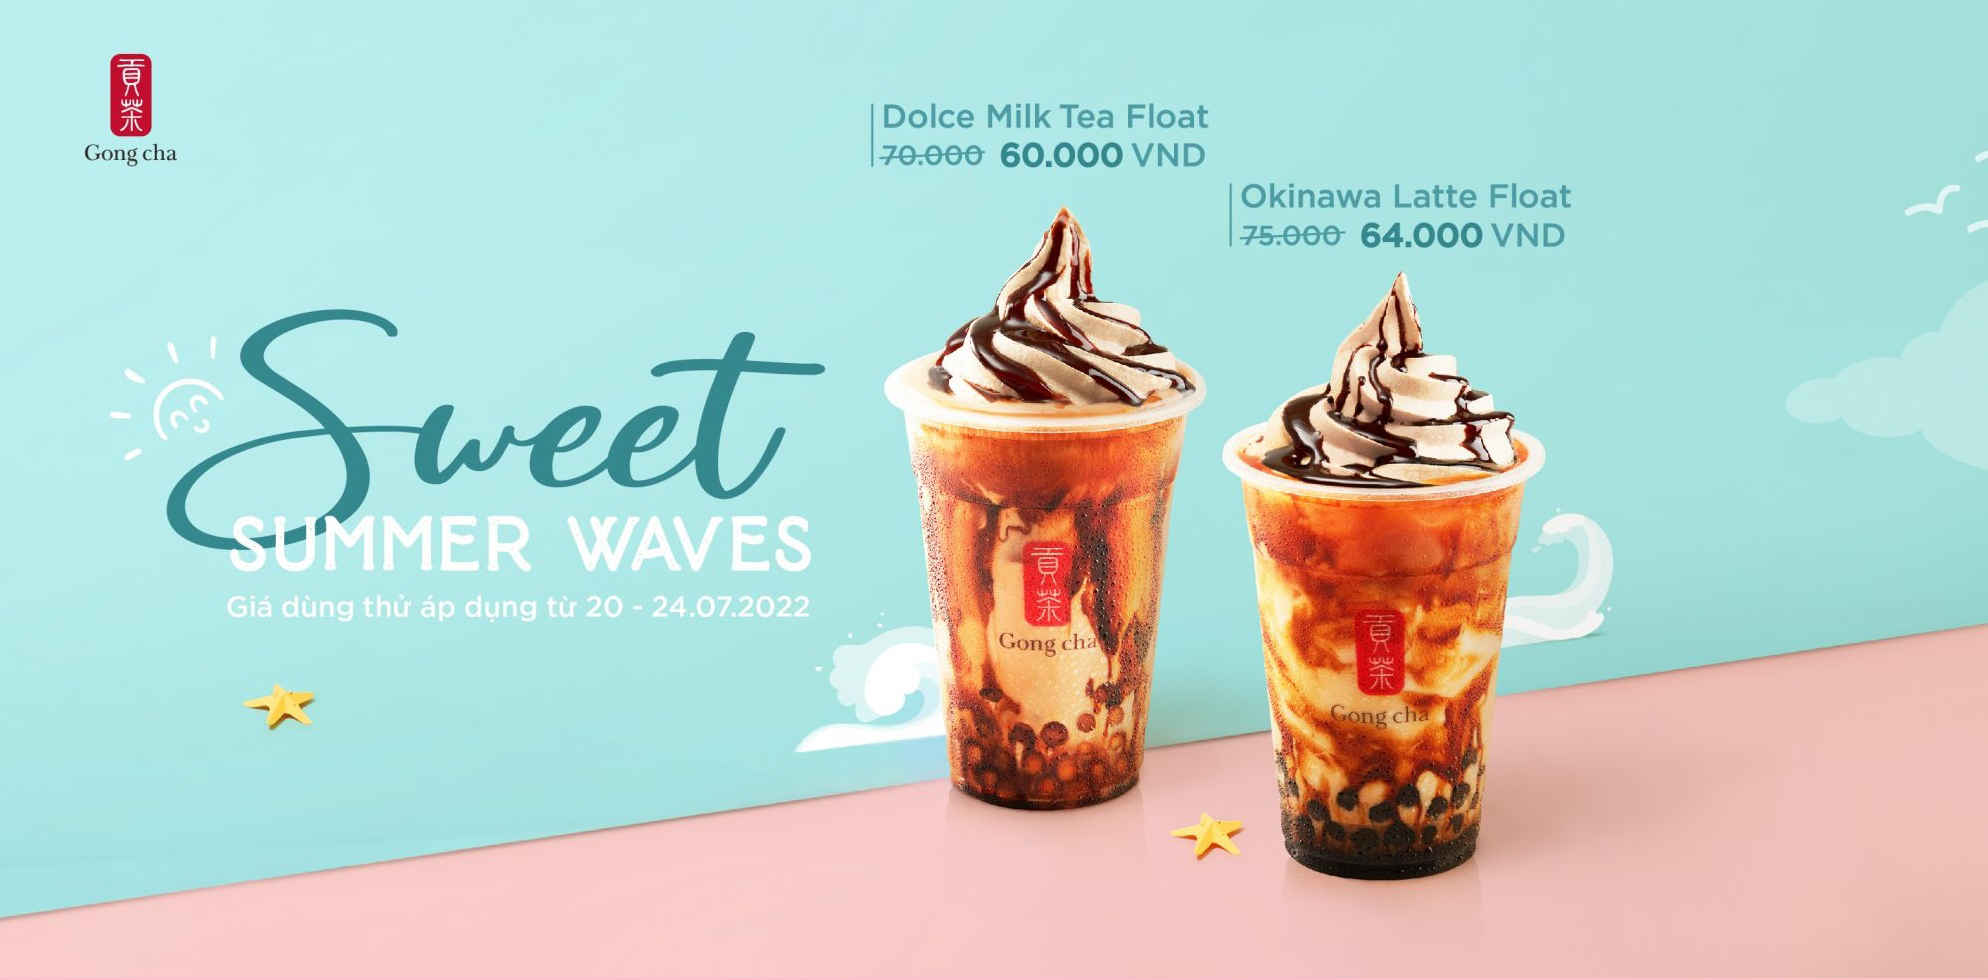 貢茶
Gong cha
Dolce Milk Tea Float
70.000 60.000 VND
Okinawa Latte Float
75.000 64.000 VND
Sweet
SUMMER WAVES
Giá dùng thử áp dụng từ 20 - 24.07.2022
貢茶
Gong cha
貢茶
Gong cha